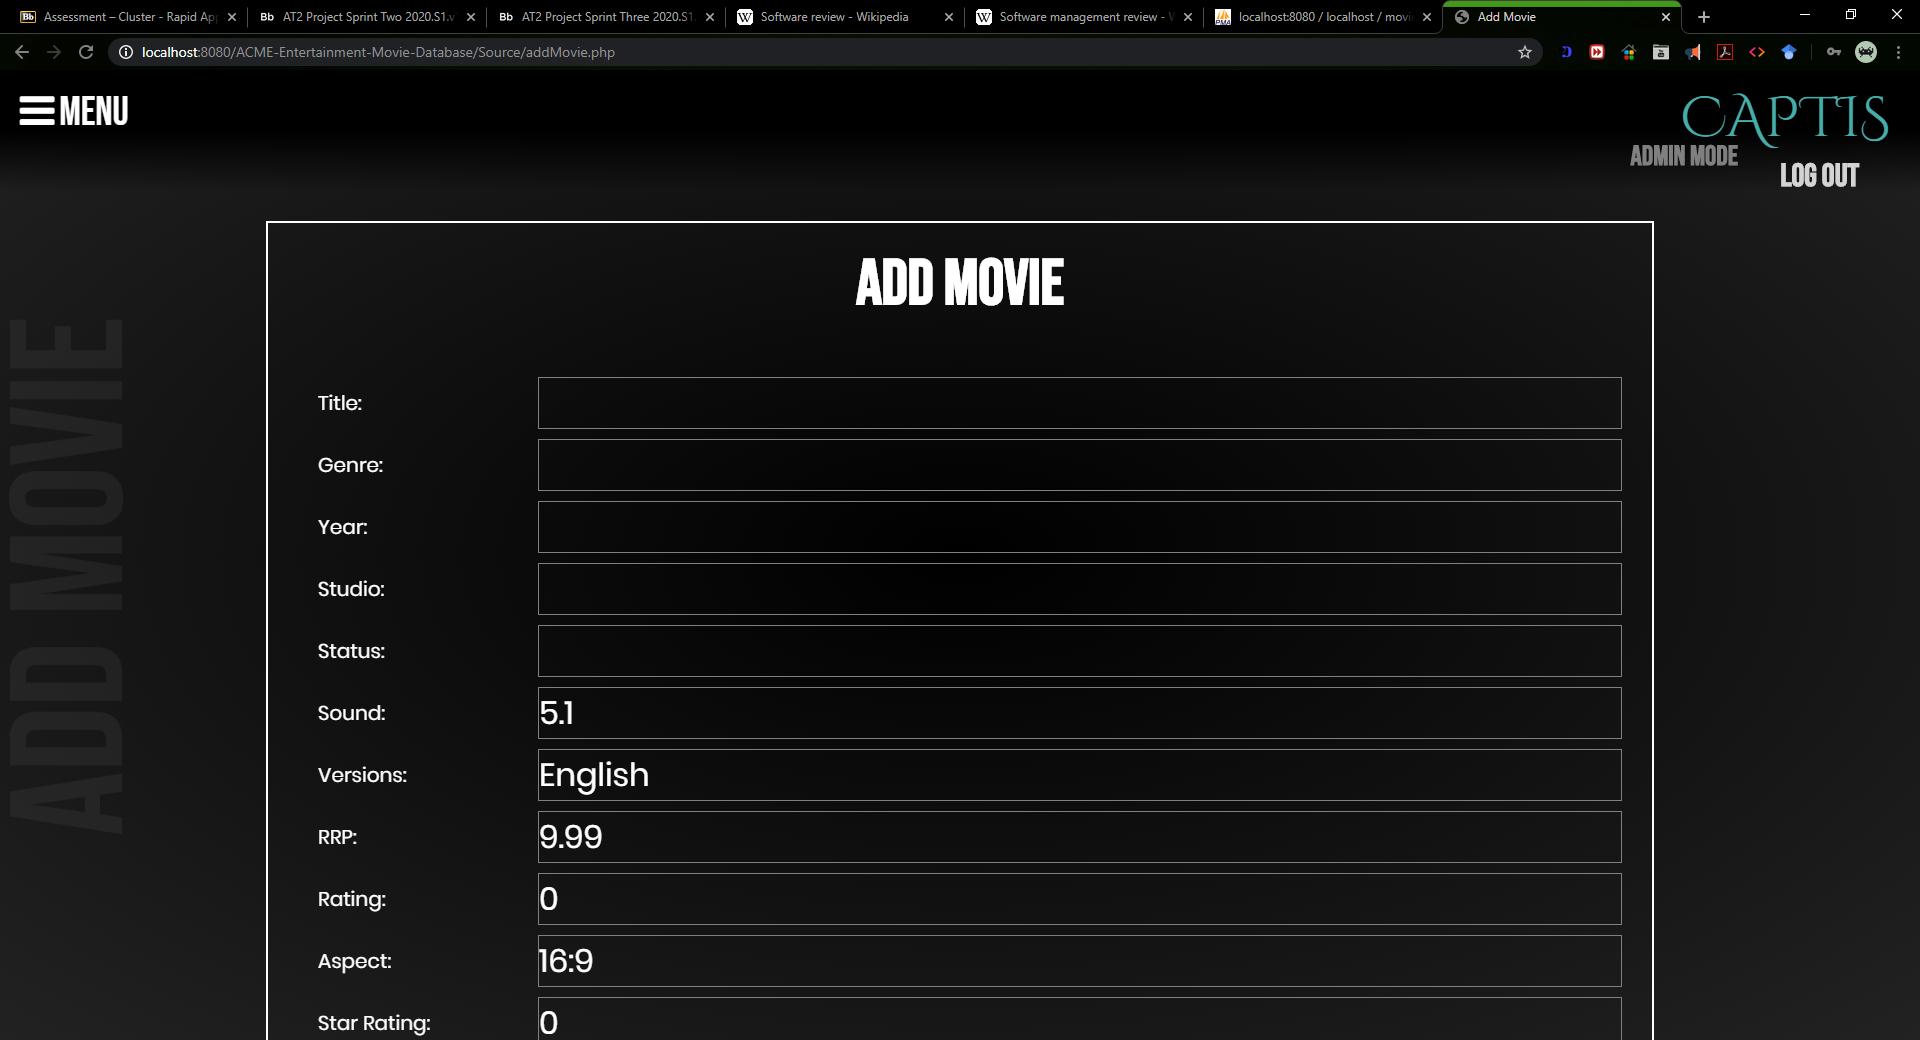 Assessment – Cluster - Rapid Ap
AT2 Project Sprint Two 2020.S1.v
AT2 Project Sprint Three 2020.S1.
Software review - Wikipedia
Software management review - W
localhost:8080 / localhost / movi
Add Movie
localhost:8080/ACME-Entertainment-Movie-Database/Source/addMovie.php
MENU
CAPTIS
ADMIN MODE
LOG OUT
ADD MOVIE
ADD MOVIE
Title:
Genre:
Year:
Studio:
Status:
Sound: 5.1
Versions: English
RRP: 9.99
Rating: 0
Aspect: 16:9
Star Rating: 0